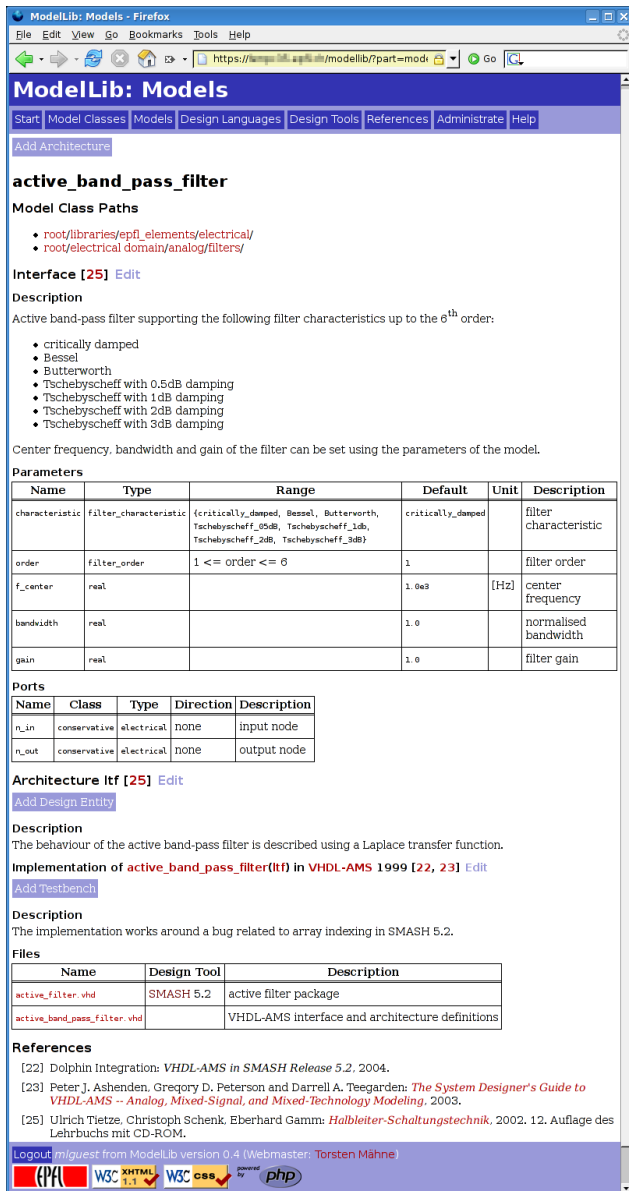 ModelLib: Models - Firefox
File Edit View Go Bookmarks Tools Help
https:// /modellib/?part=mode Go G
ModelLib: Models
Start Model Classes Models Design Languages Design Tools References Administrate Help
Add Architecture
active_band_pass_filter
Model Class Paths
root/libraries/epfl_elements/electrical/
root/electrical domain/analog/filters/
Interface [25] Edit
Description
Active band-pass filter supporting the following filter characteristics up to the 6th order:
critically damped
Bessel
Butterworth
Tschebyscheff with 0.5dB damping
Tschebyscheff with 1dB damping
Tschebyscheff with 2dB damping
Tschebyscheff with 3dB damping
Center frequency, bandwidth and gain of the filter can be set using the parameters of the model.
Parameters
Name Type Range Default Unit Description
characteristic filter_characteristic {critically_damped, Bessel, Butterworth, critically_damped filter
Tschebyscheff_05dB, Tschebyscheff_1db, characteristic
Tschebyscheff_2dB, Tschebyscheff_3dB}
order filter_order 1 <= order <= 6 1 filter order
f_center real 1.0e3 [Hz] center
frequency
bandwidth real 1.0 normalised
bandwidth
gain real 1.0 filter gain
Ports
Name Class Type Direction Description
n_in conservative electrical none input node
n_out conservative electrical none output node
Architecture ltf [25] Edit
Add Design Entity
Description
The behaviour of the active band-pass filter is described using a Laplace transfer function.
Implementation of active_band_pass_filter(ltf) in VHDL-AMS 1999 [22, 23] Edit
Add Testbench
Description
The implementation works around a bug related to array indexing in SMASH 5.2.
Files
Name Design Tool Description
active_filter.vhd SMASH 5.2 active filter package
active_band_pass_filter.vhd VHDL-AMS interface and architecture definitions
References
[22] Dolphin Integration: VHDL-AMS in SMASH Release 5.2, 2004.
[23] Peter J. Ashenden, Gregory D. Peterson and Darrell A. Teegarden: The System Designer's Guide to
VHDL-AMS -- Analog, Mixed-Signal, and Mixed-Technology Modeling. 2003.
[25] Ulrich Tietze, Christoph Schenk, Eberhard Gamm: Halbleiter-Schaltungstechnik, 2002. 12. Auflage des
Lehrbuchs mit CD-ROM.
Logout mlguest from ModelLib version 0.4 (Webmaster: Torsten Mähne)
EPFL W3C XHTML 1.1 W3C css powered by php